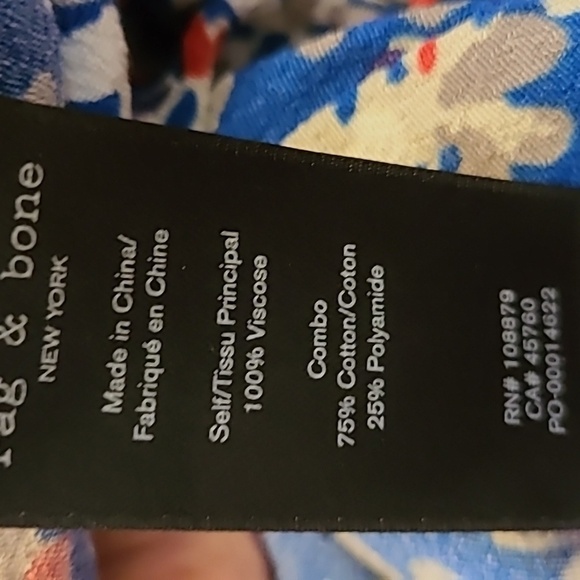 rag & bone
NEW YORK
Made in China/
Fabriqué en Chine
Self/Tissu Principal
100% Viscose
Combo
75% Cotton/Coton
25% Polyamide
RN# 108879
CA# 45760
PO-00014622